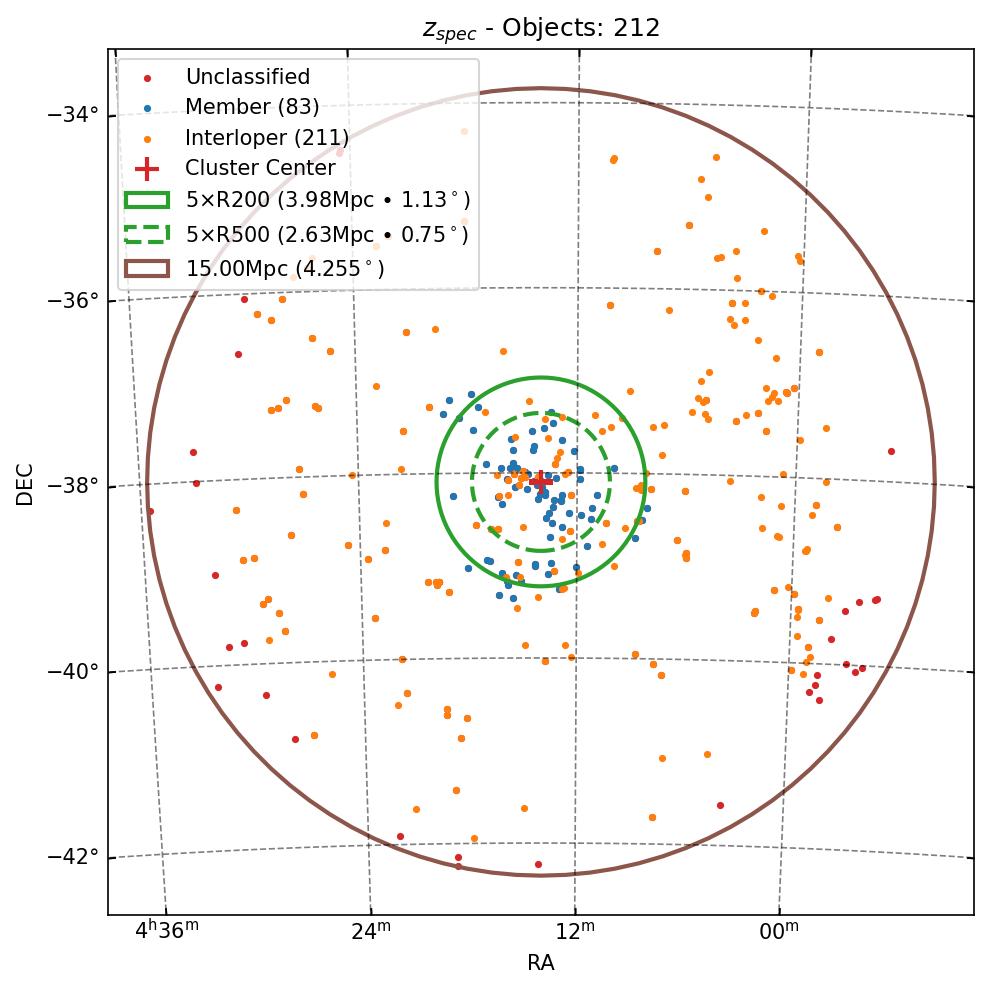 z_spec - Objects: 212
Unclassified
Member (83)
Interloper (211)
Cluster Center
5×R200 (3.98Mpc • 1.13°)
5×R500 (2.63Mpc • 0.75°)
15.00Mpc (4.255°)
−34°
−36°
−38°
−40°
−42°
DEC
4ʰ36ᵐ 24ᵐ 12ᵐ 00ᵐ
RA